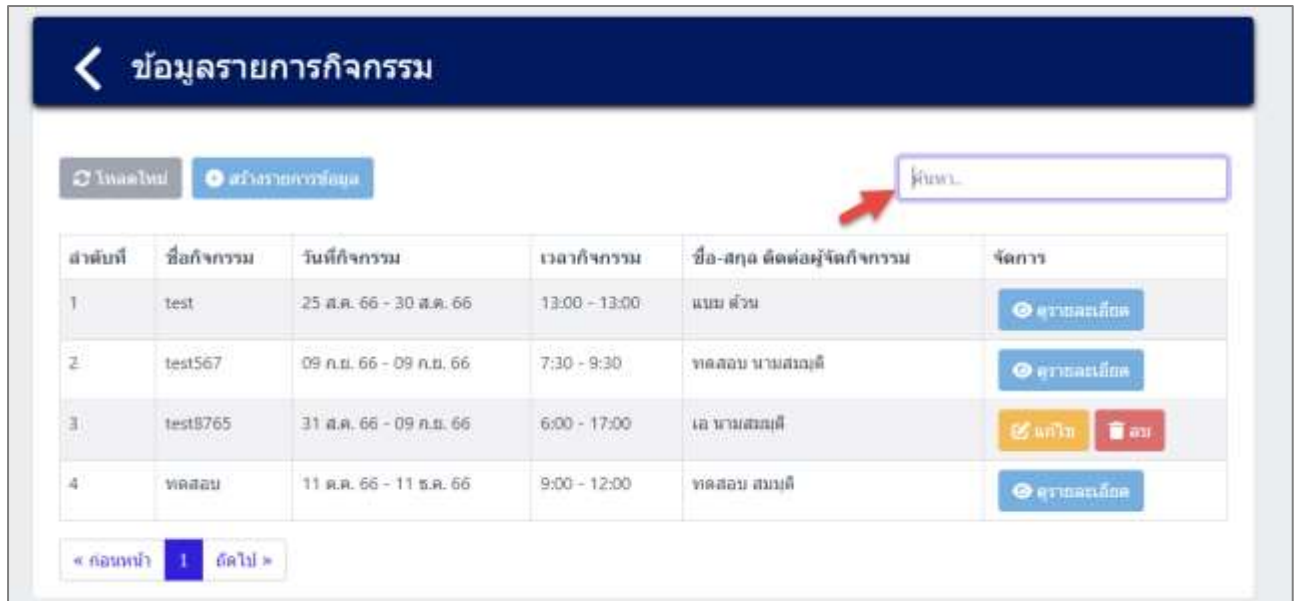 ข้อมูลรายการกิจกรรม
โหลดใหม่ สร้างรายการข้อมูล ค้นหา...
ลำดับที่ ชื่อกิจกรรม วันที่กิจกรรม เวลากิจกรรม ชื่อ-สกุล ติดต่อผู้จัดกิจกรรม จัดการ
1 test 25 ส.ค. 66 - 30 ส.ค. 66 13:00 - 13:00 แบม ด้วน ดูรายละเอียด
2 test567 09 ก.ย. 66 - 09 ก.ย. 66 7:30 - 9:30 ทดสอบ นามสมมุติ ดูรายละเอียด
3 test8765 31 ส.ค. 66 - 09 ก.ย. 66 6:00 - 17:00 เอ นามสมมุติ แก้ไข ลบ
4 ทดสอบ 11 ต.ค. 66 - 11 ธ.ค. 66 9:00 - 12:00 ทดสอบ สมมุติ ดูรายละเอียด
« ก่อนหน้า 1 ถัดไป »